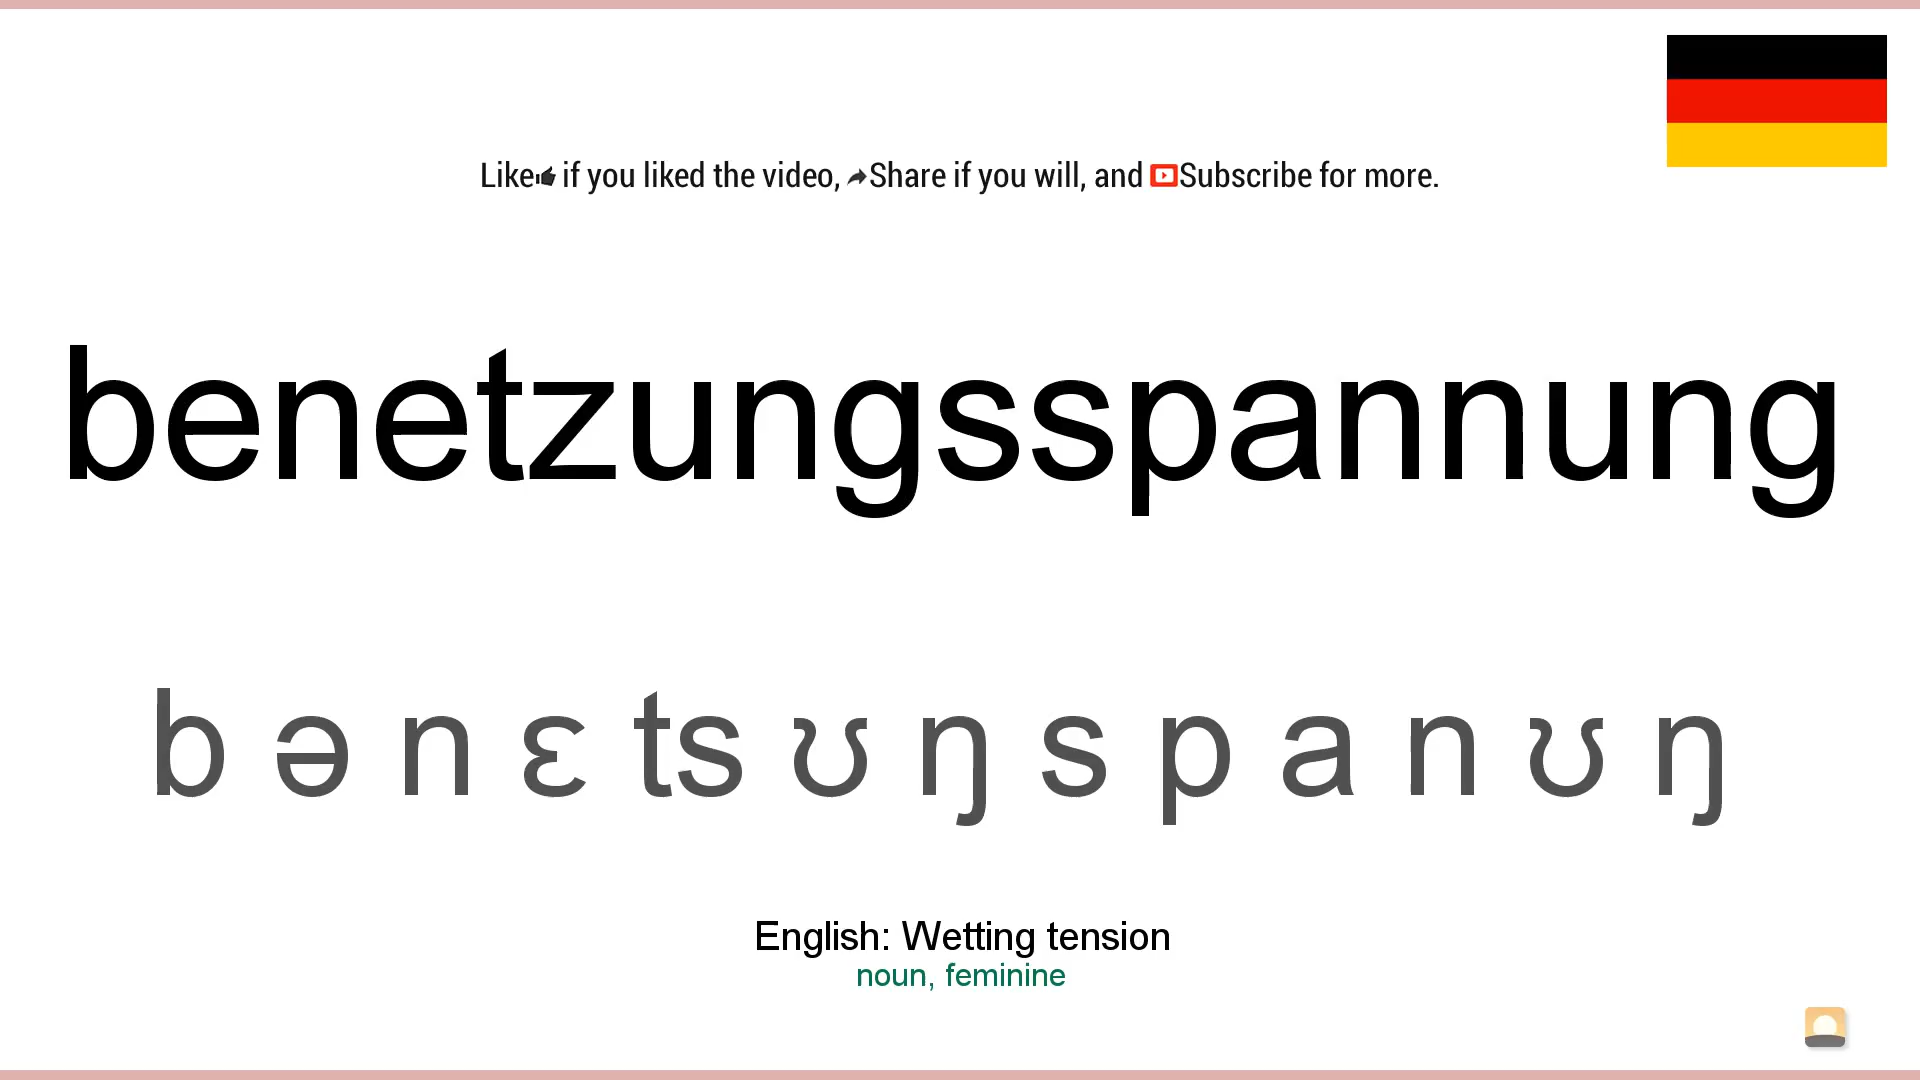 Like if you liked the video, Share if you will, and Subscribe for more.
benetzungsspannung
b ə n ɛ ʦ ʊ ŋ s p a n ʊ ŋ
English: Wetting tension
noun, feminine